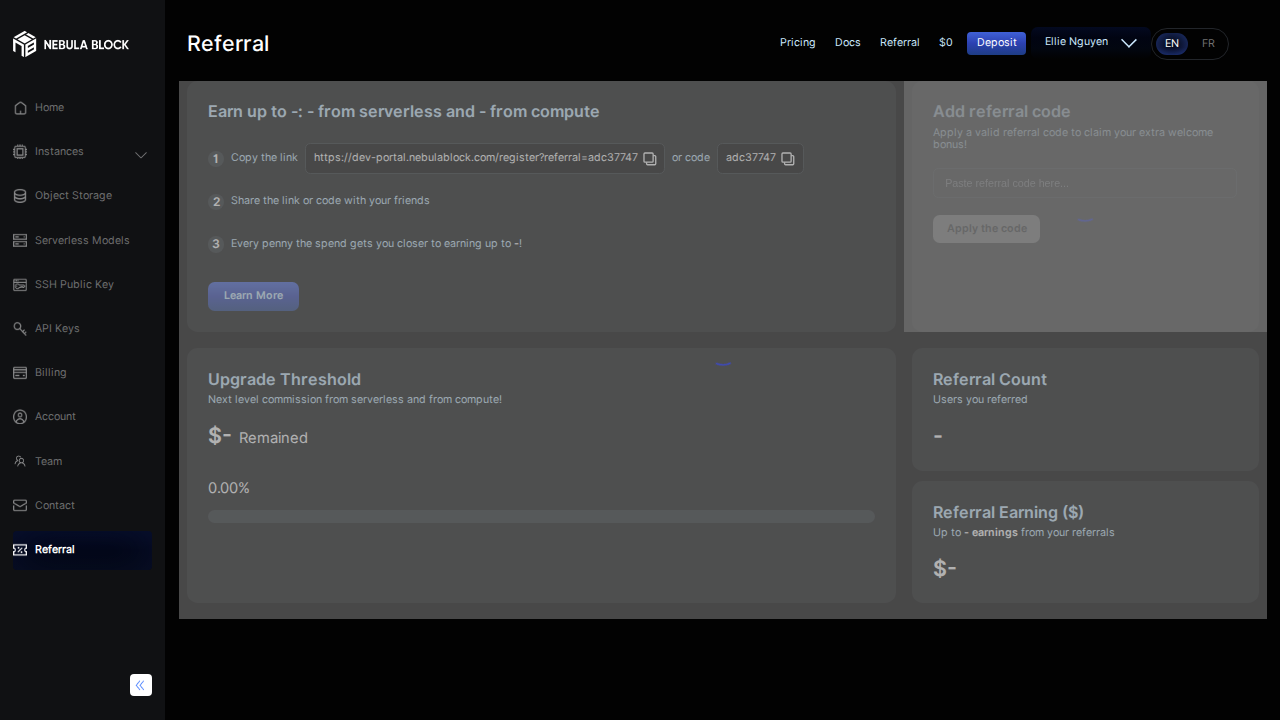 NEBULA BLOCK
Referral
Pricing
Docs
Referral
$0
Deposit
Ellie Nguyen
EN
FR
Home
Instances
Object Storage
Serverless Models
SSH Public Key
API Keys
Billing
Account
Team
Contact
Referral
Earn up to -: - from serverless and - from compute
1 Copy the link https://dev-portal.nebulablock.com/register?referral=adc37747 or code adc37747
2 Share the link or code with your friends
3 Every penny the spend gets you closer to earning up to -!
Learn More
Add referral code
Apply a valid referral code to claim your extra welcome
bonus!
Paste referral code here...
Apply the code
Upgrade Threshold
Next level commission from serverless and from compute!
$- Remained
0.00%
Referral Count
Users you referred
-
Referral Earning ($)
Up to - earnings from your referrals
$-